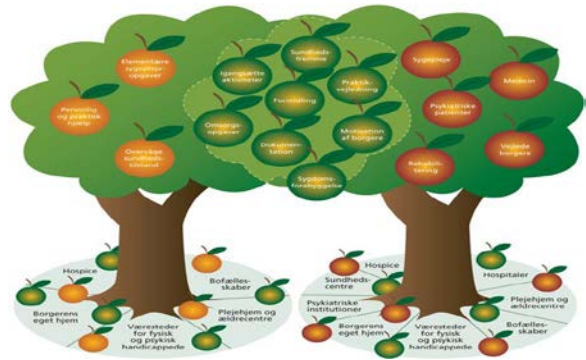 Elementære
sygepleje-
opgaver
Personlig
og praktisk
hjælp
Overvåge
sundheds-
tilstand
Sundheds-
fremme
Igangsætte
aktiviteter
Praktik-
vejledning
Formidling
Omsorgs-
opgaver
Dokumen-
tation
Motivation
af borgere
Sygdoms-
forebyggelse
Sygepleje
Medicin
Psykiatriske
patienter
Vejlede
borgere
Rehabili-
tering
Hospice
Bofælles-
skaber
Borgerens
eget hjem
Plejehjem og
ældrecentre
Væresteder
for fysisk
og psykisk
handicappede
Hospice
Sundheds-
centre
Hospitaler
Psykiatriske
institutioner
Plejehjem og
ældrecentre
Borgerens
eget hjem
Væresteder
for fysisk
og psykisk
handicappede
Bofælles-
skaber